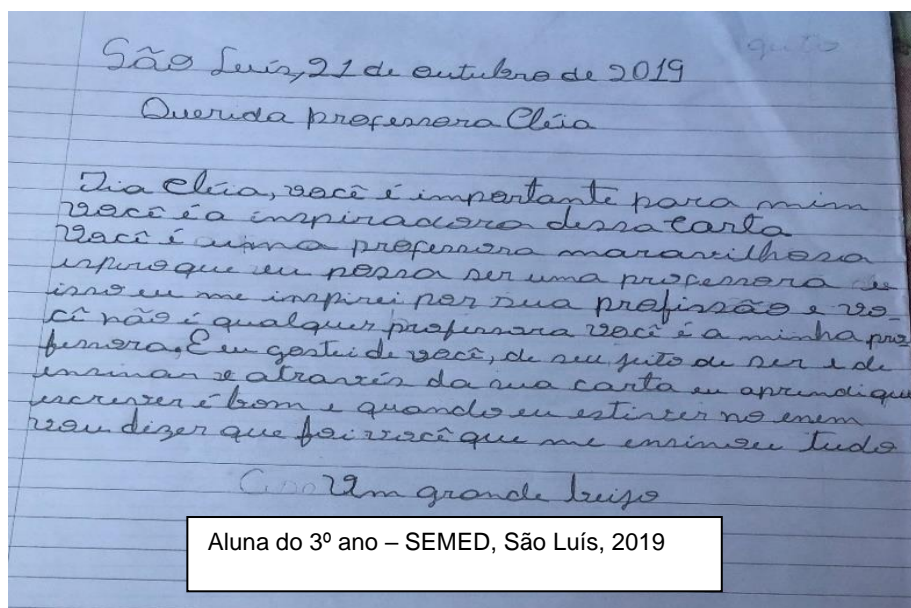 São Luís, 21 de outubro de 2019
Querida professora Cléia
Tia Cleia, você é importante para mim
você é a inspiradora dessa carta
Você é uma professora maravilhosa
espiro que eu possa ser uma professora
isso eu me inspirei por sua profissão e vo-
cê não é qualquer professora você é a minha pro
fessora. E eu gostei de você, de seu jeito de ser e de
ensinar e através da sua carta eu aprendi que
escrever é bom e quando eu estiver no enem
vou dizer que foi você que me ensinou tudo
Um grande beijo
Aluna do 3º ano – SEMED, São Luís, 2019